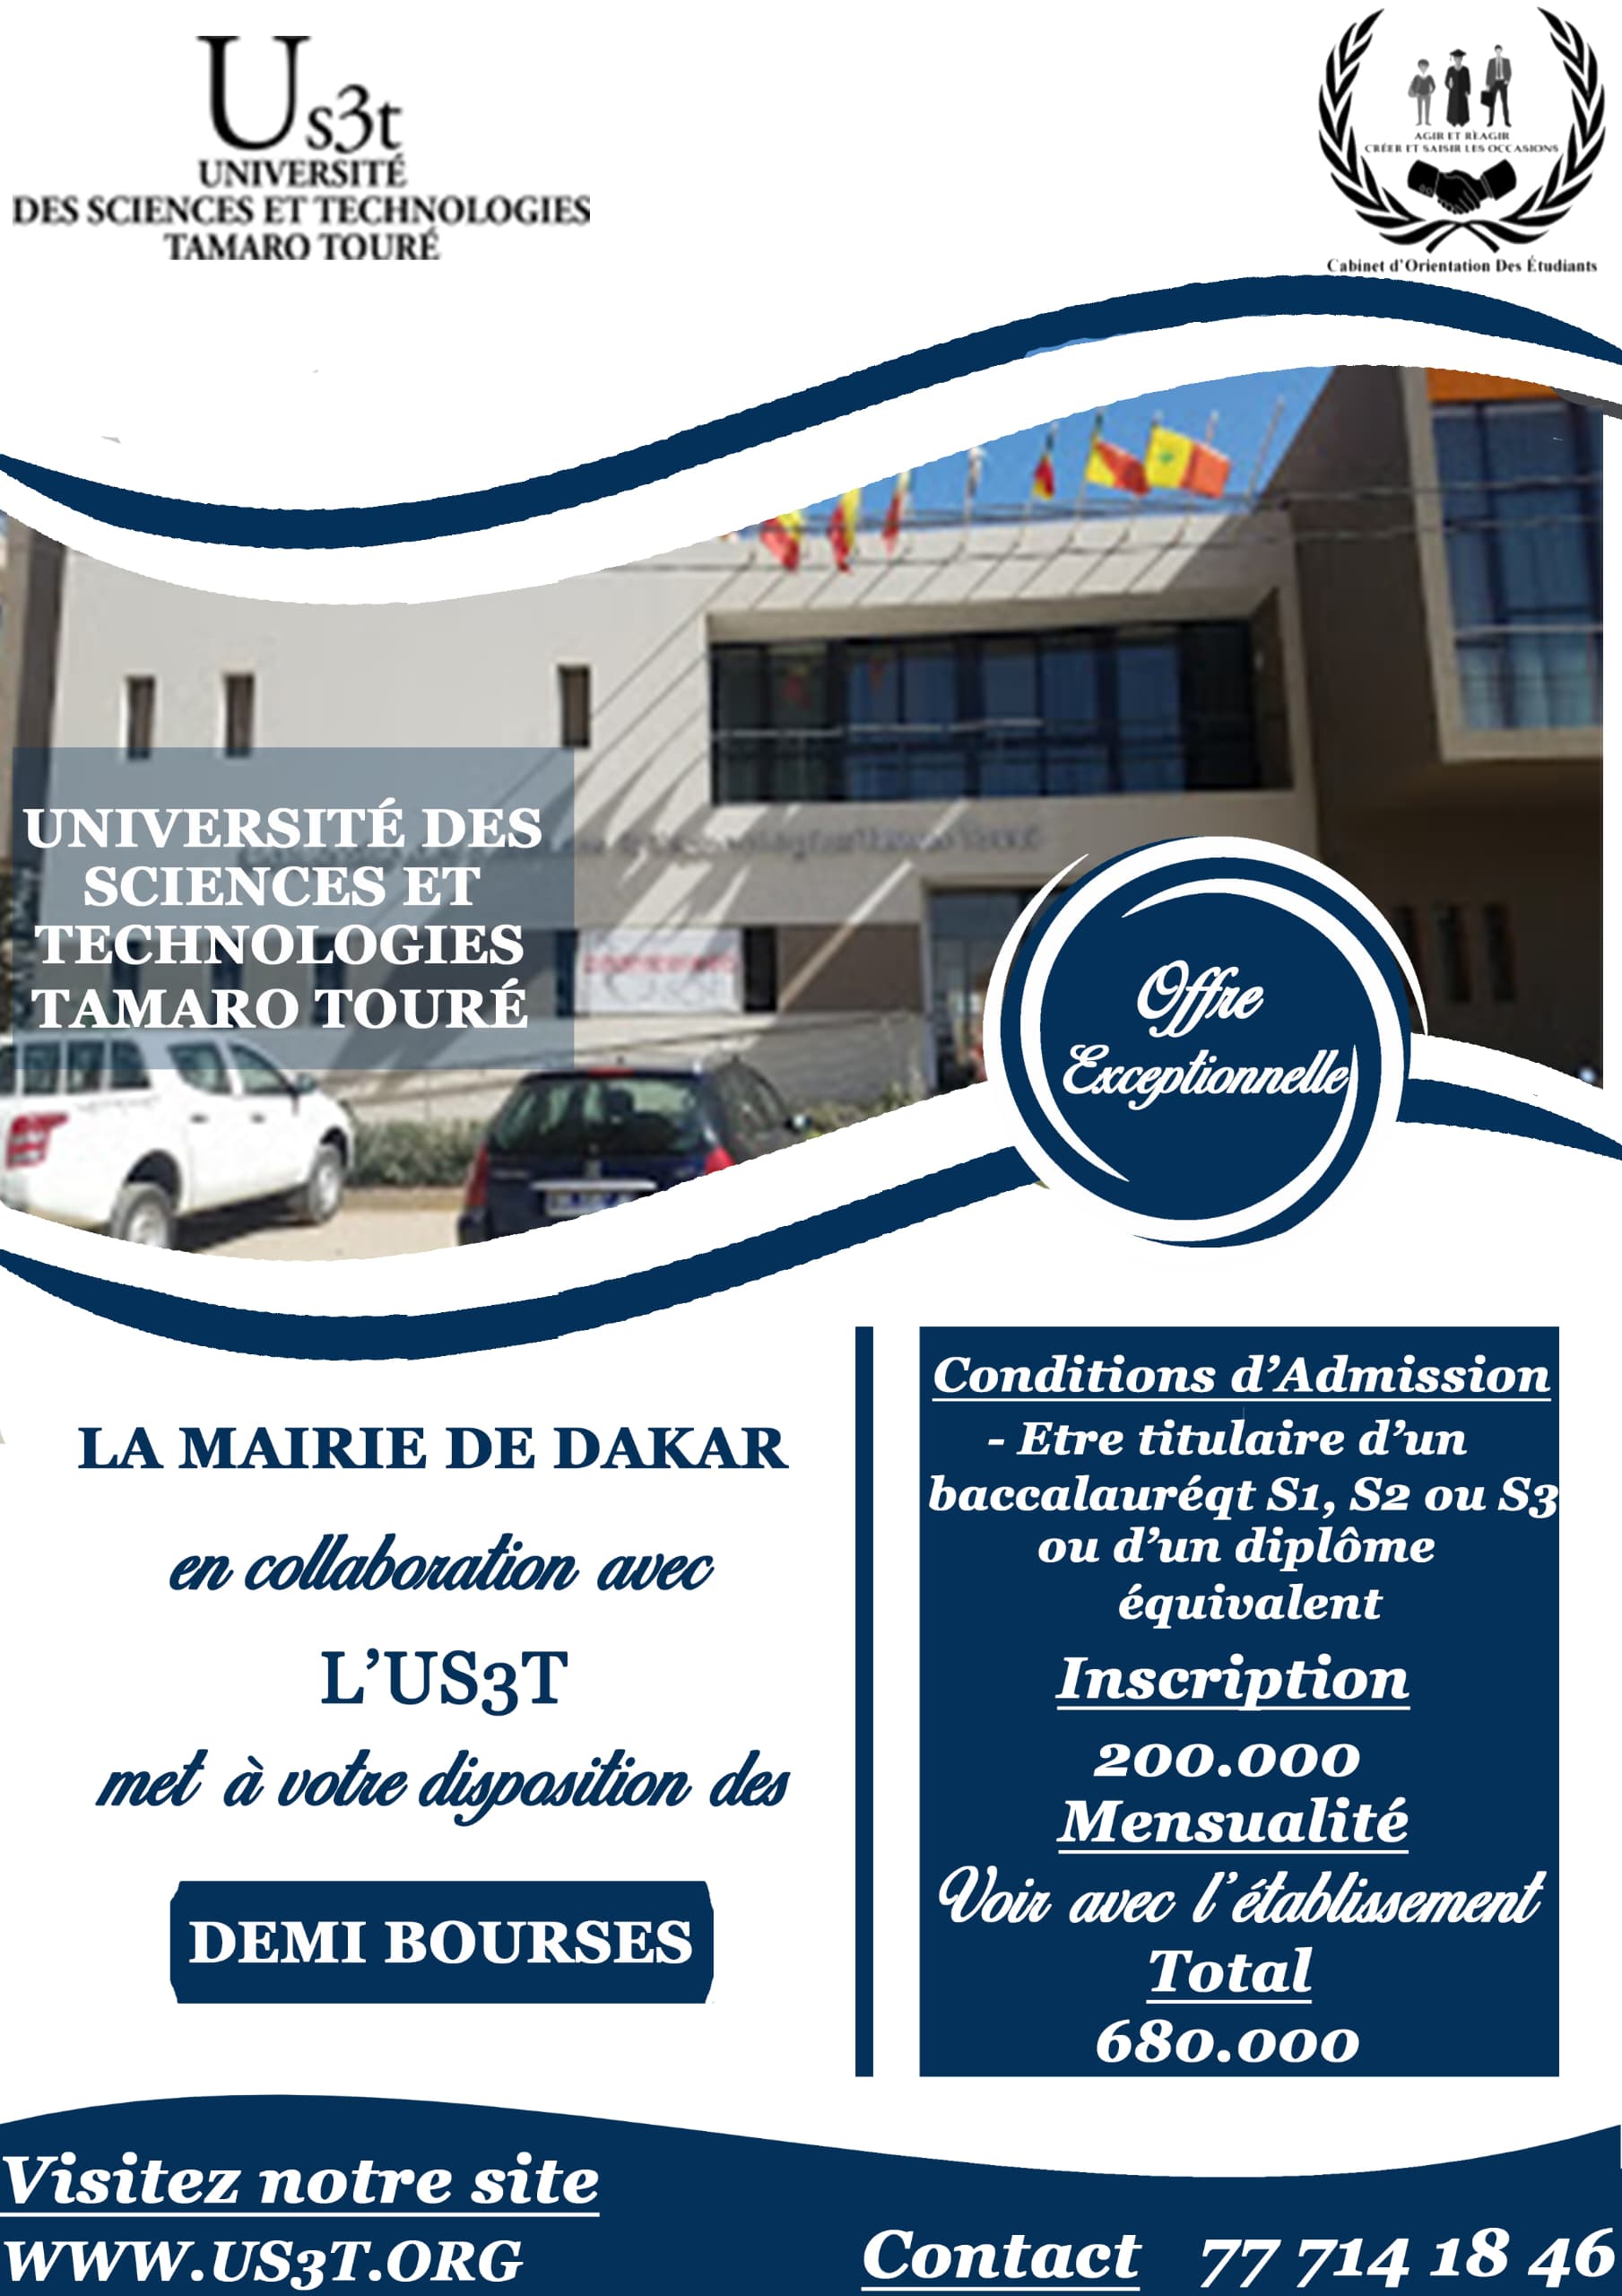 Us3t
UNIVERSITÉ
DES SCIENCES ET TECHNOLOGIES
TAMARO TOURÉ
AGIR ET RÉAGIR
CRÉER ET SAISIR LES OCCASIONS
Cabinet d'Orientation Des Étudiants
UNIVERSITÉ DES
SCIENCES ET
TECHNOLOGIES
TAMARO TOURÉ
Offre
Exceptionnelle
LA MAIRIE DE DAKAR
en collaboration avec
L'US3T
met à votre disposition des
DEMI BOURSES
Conditions d'Admission
- Etre titulaire d'un
baccalauréqt S1, S2 ou S3
ou d'un diplôme
équivalent
Inscription
200.000
Mensualité
Voir avec l'établissement
Total
680.000
Visitez notre site
WWW.US3T.ORG
Contact 77 714 18 46